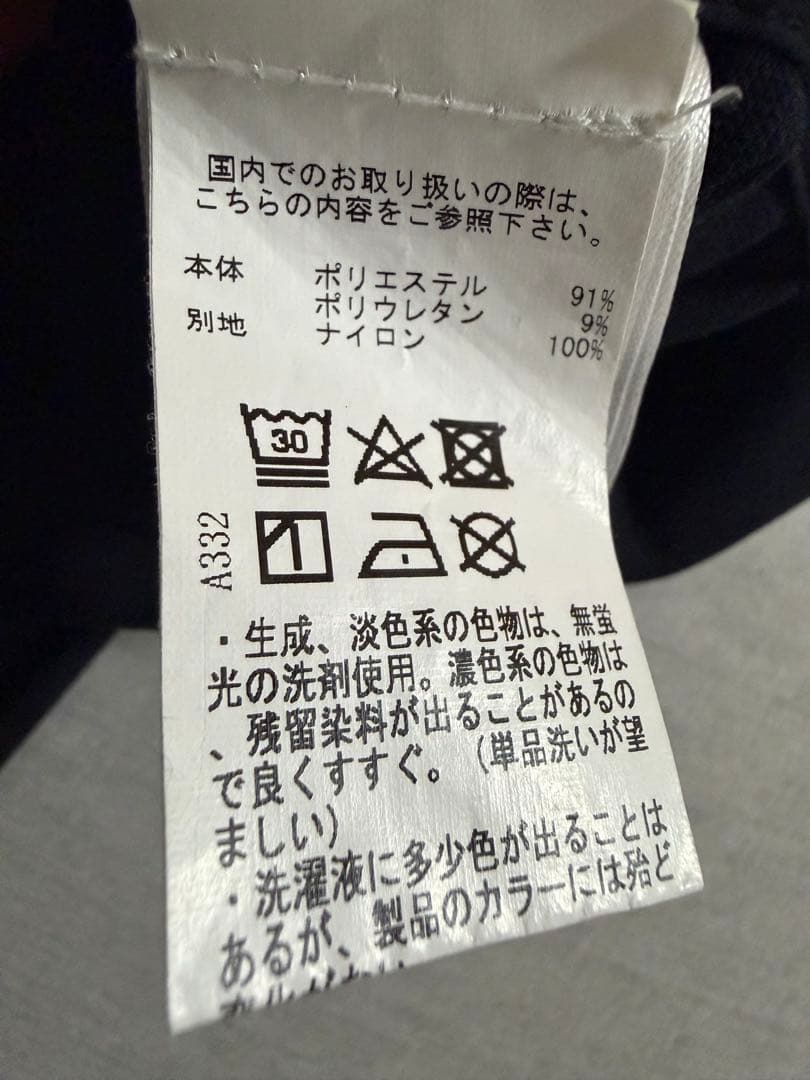 国内でのお取り扱いの際は、
こちらの内容をご参照下さい。
本体 ポリエステル 91%
ポリウレタン 9%
別地 ナイロン 100%
30
A332
・生成、淡色系の色物は、無蛍
光の洗剤使用。濃色系の色物は
、残留染料が出ることがあるの
で良くすすぐ。（単品洗いが望
ましい）
・洗濯液に多少色が出ることは
あるが、製品のカラーには殆ど